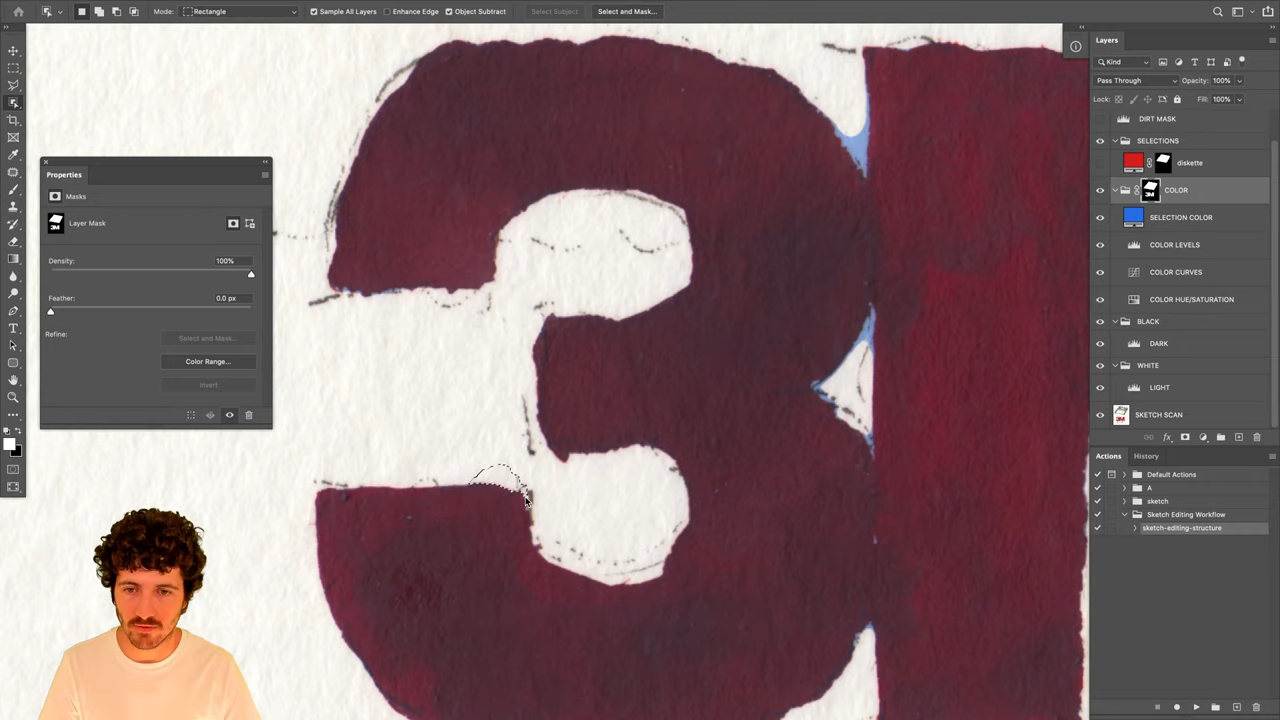 Mode:
Rectangle
Sample All Layers
Enhance Edge
Object Subtract
Select Subject
Select and Mask...
Properties
Masks
Layer Mask
Density:
100%
Feather:
0.0 px
Refine:
Select and Mask...
Color Range...
Invert
3
Layers
Kind
Pass Through
Opacity:
100%
Lock:
Fill:
100%
DIRT MASK
SELECTIONS
diskette
COLOR
SELECTION COLOR
COLOR LEVELS
COLOR CURVES
COLOR HUE/SATURATION
BLACK
DARK
WHITE
LIGHT
SKETCH SCAN
fx
Actions
History
Default Actions
A
sketch
Sketch Editing Workflow
sketch-editing-structure